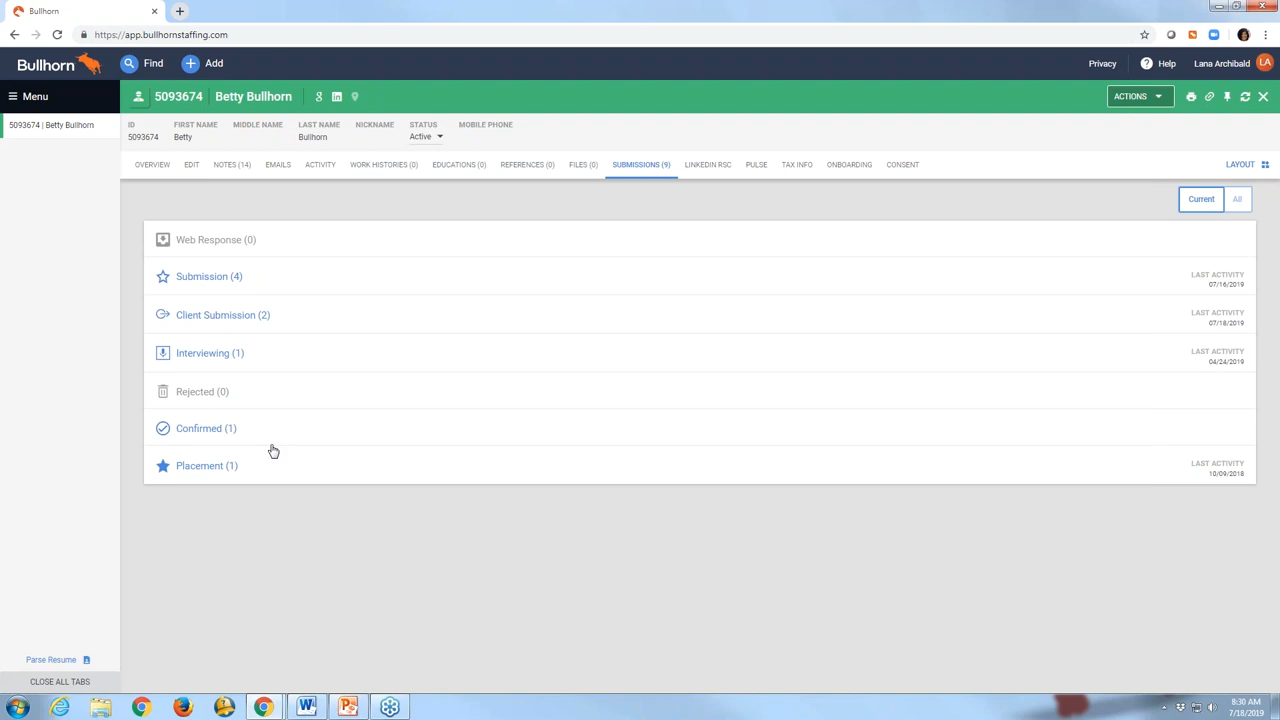 Bullhorn
https://app.bullhornstaffing.com
Bullhorn
Find
Add
Privacy
Help
Lana Archibald
LA
Menu
5093674 Betty Bullhorn
ACTIONS
5093674 | Betty Bullhorn
ID
5093674
FIRST NAME
Betty
MIDDLE NAME
LAST NAME
Bullhorn
NICKNAME
STATUS
Active
MOBILE PHONE
OVERVIEW EDIT NOTES (14) EMAILS ACTIVITY WORK HISTORIES (0) EDUCATIONS (0) REFERENCES (0) FILES (0) SUBMISSIONS (9) LINKEDIN RSC PULSE TAX INFO ONBOARDING CONSENT
LAYOUT
Current All
Web Response (0)
Submission (4)
LAST ACTIVITY
07/16/2019
Client Submission (2)
LAST ACTIVITY
07/18/2019
Interviewing (1)
LAST ACTIVITY
04/24/2019
Rejected (0)
Confirmed (1)
Placement (1)
LAST ACTIVITY
10/09/2018
Parse Resume
CLOSE ALL TABS
8:30 AM
7/18/2019